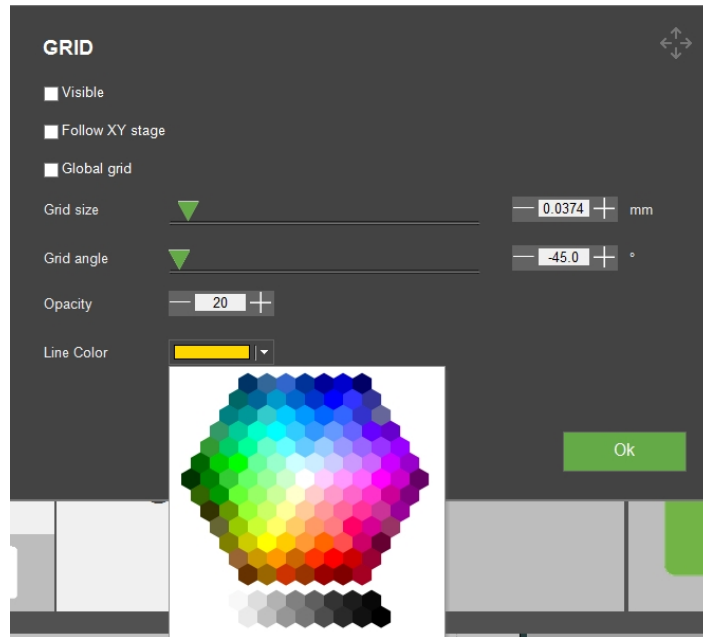 GRID
Visible
Follow XY stage
Global grid
Grid size 0.0374 mm
Grid angle -45.0 °
Opacity 20
Line Color
Ok